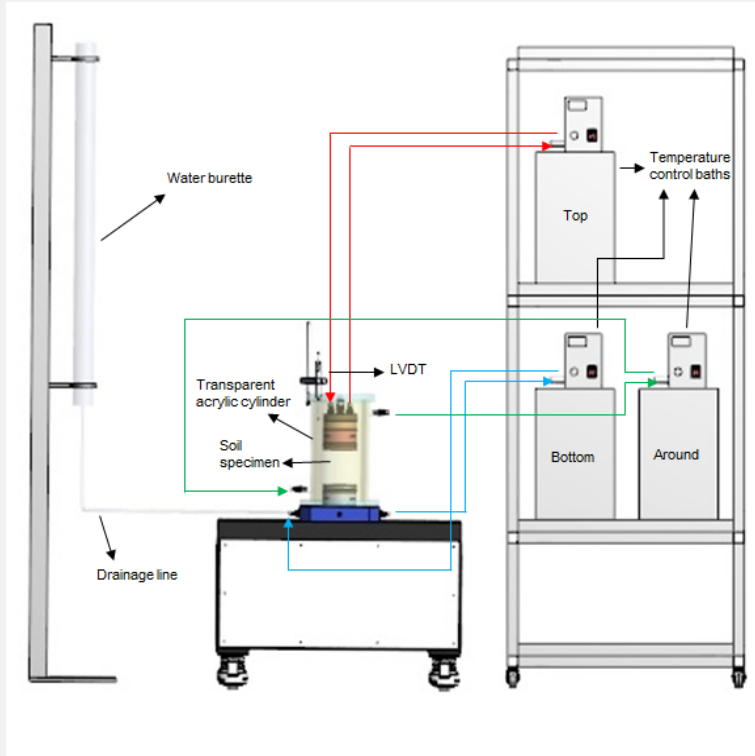 Water burette
Temperature
control baths
Top
LVDT
Transparent
acrylic cylinder
Soil
specimen
Bottom
Around
Drainage line